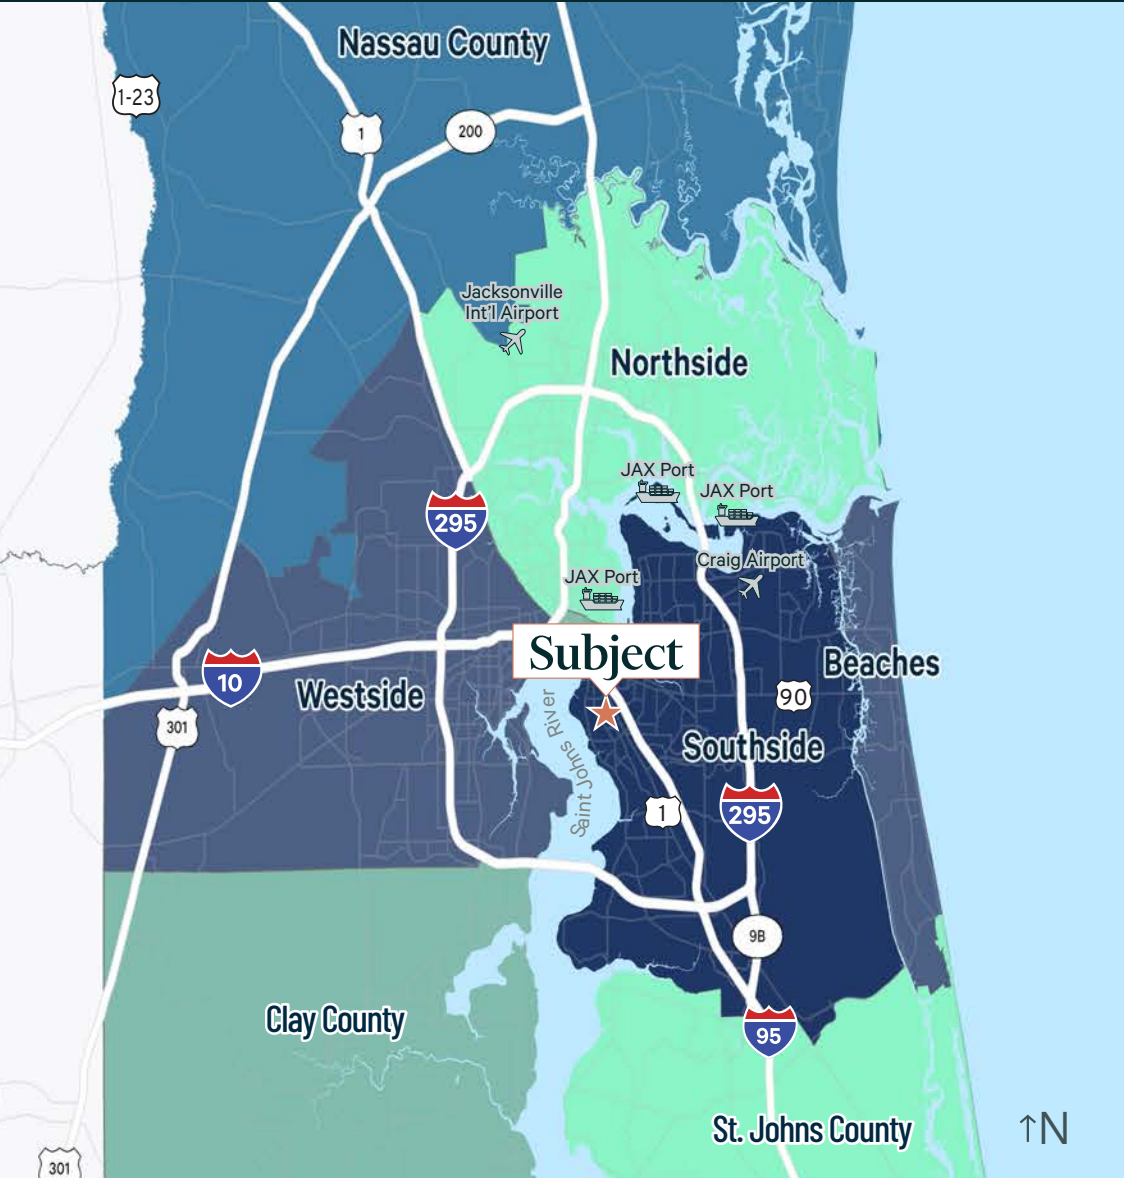 Nassau County
1-23
1
200
Jacksonville
Int'l Airport
Northside
JAX Port
JAX Port
295
Craig Airport
JAX Port
Subject
Beaches
10
Westside
90
Saint Johns River
301
Southside
1
295
9B
Clay County
95
St. Johns County
↑N
301